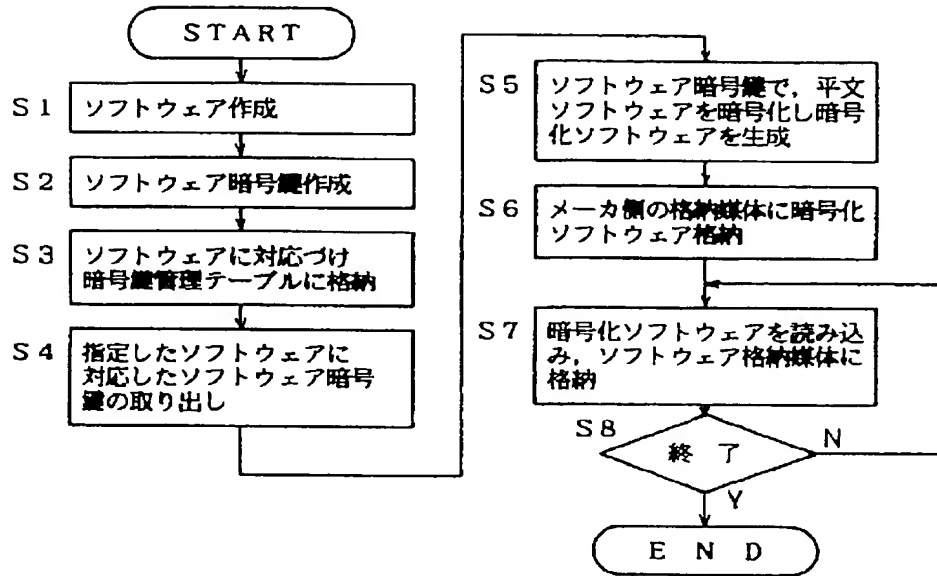 START
S1 ソフトウェア作成
S2 ソフトウェア暗号鍵作成
S3 ソフトウェアに対応づけ
暗号鍵管理テーブルに格納
S4 指定したソフトウェアに
対応したソフトウェア暗号
鍵の取り出し
S5 ソフトウェア暗号鍵で，平文
ソフトウェアを暗号化し暗号
化ソフトウェアを生成
S6 メーカ側の格納媒体に暗号化
ソフトウェア格納
S7 暗号化ソフトウェアを読み込
み，ソフトウェア格納媒体に
格納
S8
終了 N
Y
END